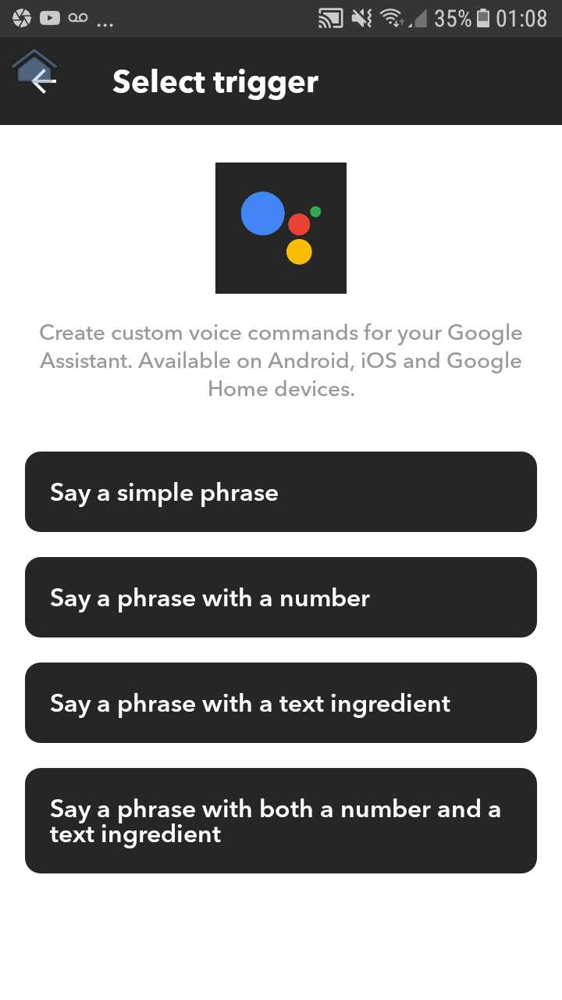 ... 35% 01:08
Select trigger
Create custom voice commands for your Google
Assistant. Available on Android, iOS and Google
Home devices.
Say a simple phrase
Say a phrase with a number
Say a phrase with a text ingredient
Say a phrase with both a number and a
text ingredient